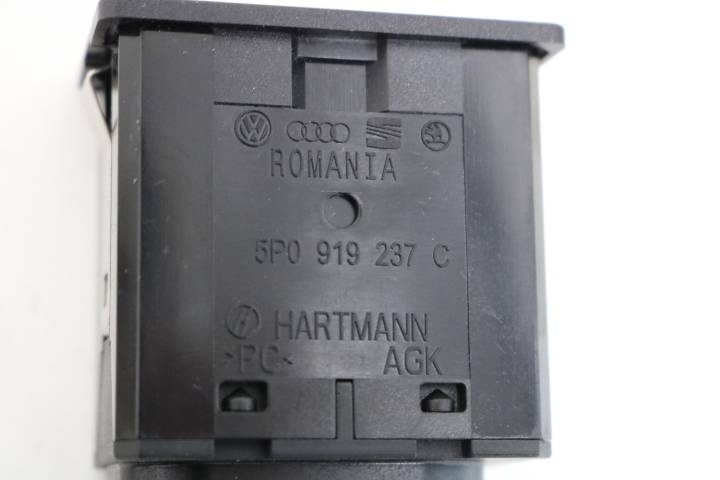 ROMANIA
5P0 919 237 C
HARTMANN
>PC< AGK